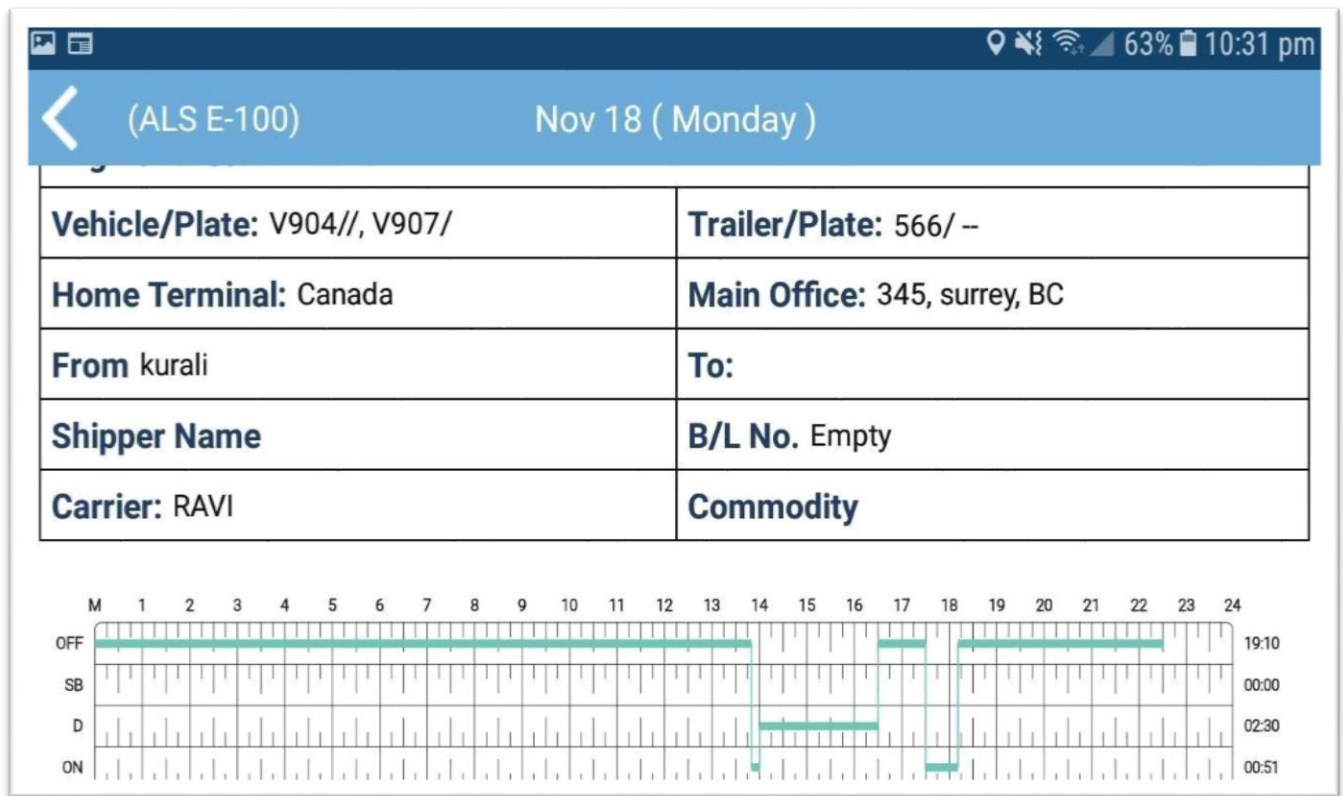 63% 10:31 pm
(ALS E-100) Nov 18 ( Monday )
Vehicle/Plate: V904//, V907/ Trailer/Plate: 566/ --
Home Terminal: Canada Main Office: 345, surrey, BC
From kurali To:
Shipper Name B/L No. Empty
Carrier: RAVI Commodity
M 1 2 3 4 5 6 7 8 9 10 11 12 13 14 15 16 17 18 19 20 21 22 23 24
OFF 19:10
SB 00:00
D 02:30
ON 00:51